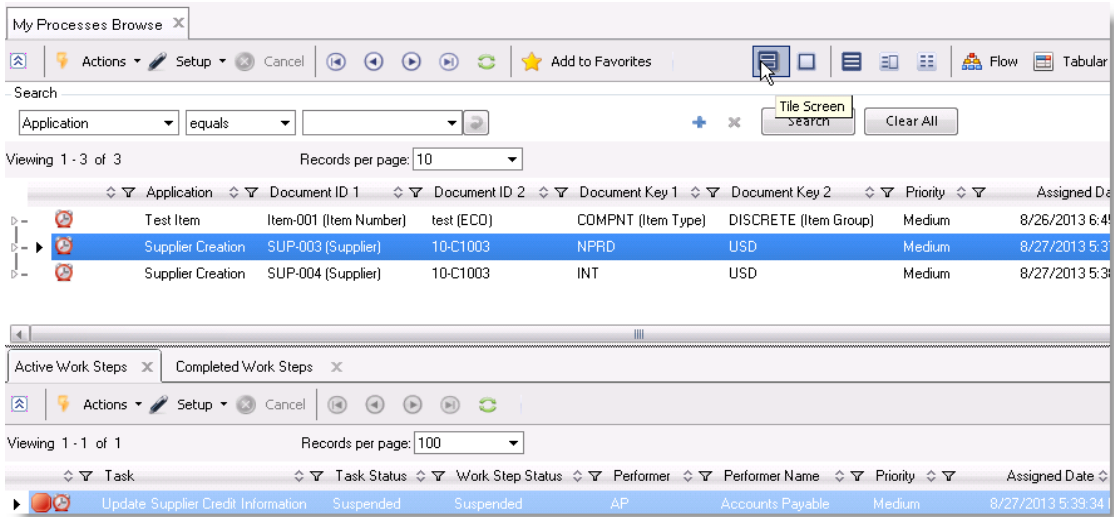 My Processes Browse
Actions Setup Cancel Add to Favorites Flow Tabular
Search
Tile Screen
Application equals Search Clear All
Viewing 1 - 3 of 3 Records per page: 10
Application Document ID 1 Document ID 2 Document Key 1 Document Key 2 Priority Assigned Da
Test Item Item-001 (Item Number) test (ECO) COMPNT (Item Type) DISCRETE (Item Group) Medium 8/26/2013 6:4
Supplier Creation SUP-003 (Supplier) 10-C1003 NPRD USD Medium 8/27/2013 5:3
Supplier Creation SUP-004 (Supplier) 10-C1003 INT USD Medium 8/27/2013 5:3
Active Work Steps Completed Work Steps
Actions Setup Cancel
Viewing 1 - 1 of 1 Records per page: 100
Task Task Status Work Step Status Performer Performer Name Priority Assigned Date
Update Supplier Credit Information Suspended Suspended AP Accounts Payable Medium 8/27/2013 5:39:34